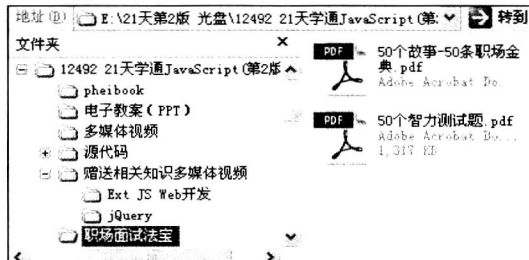 地址(D) E:\21天第2版 光盘\12492 21天学通JavaScript(第: 转到
文件夹 ×
12492 21天学通JavaScript(第2版
pheibook
电子教案(PPT)
多媒体视频
源代码
赠送相关知识多媒体视频
Ext JS Web开发
jQuery
职场面试法宝
PDF 50个故事-50条职场金
典.pdf
Adobe Acrobat Do...
PDF 50个智力测试题.pdf
Adobe Acrobat Do...
1,317 KB